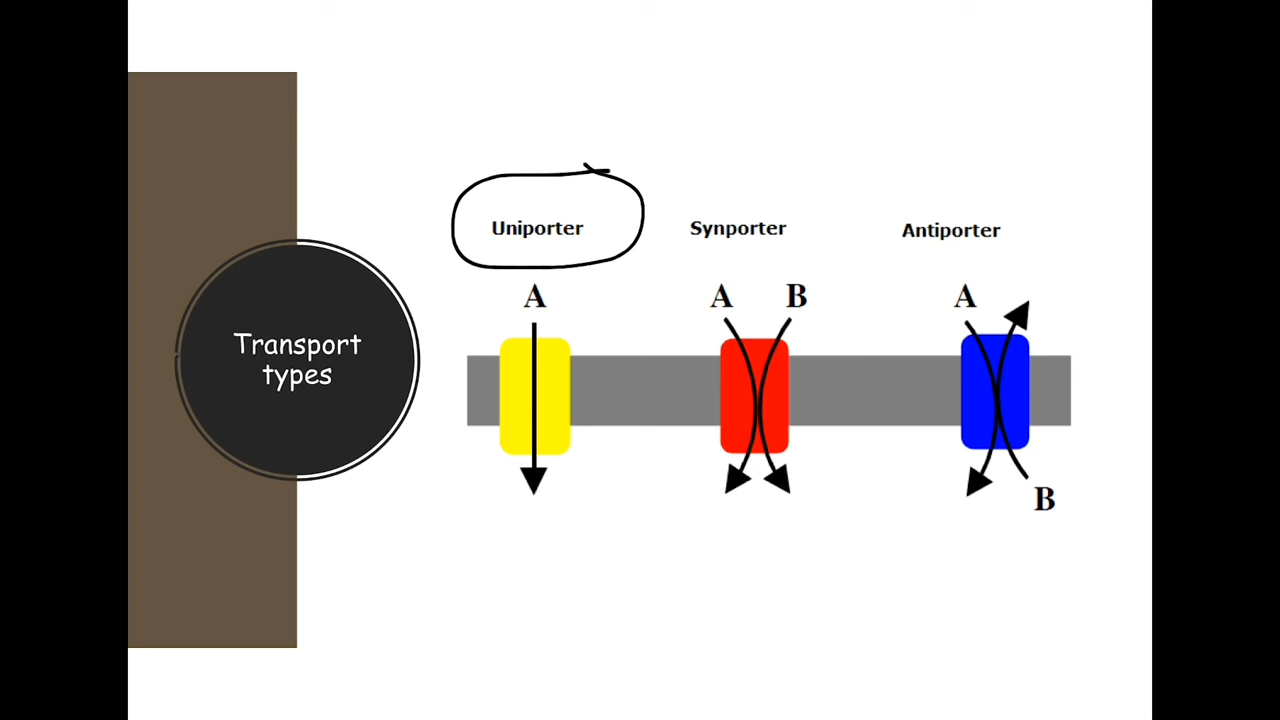 Uniporter
Synporter
Antiporter
A
A B
A
Transport
types
B